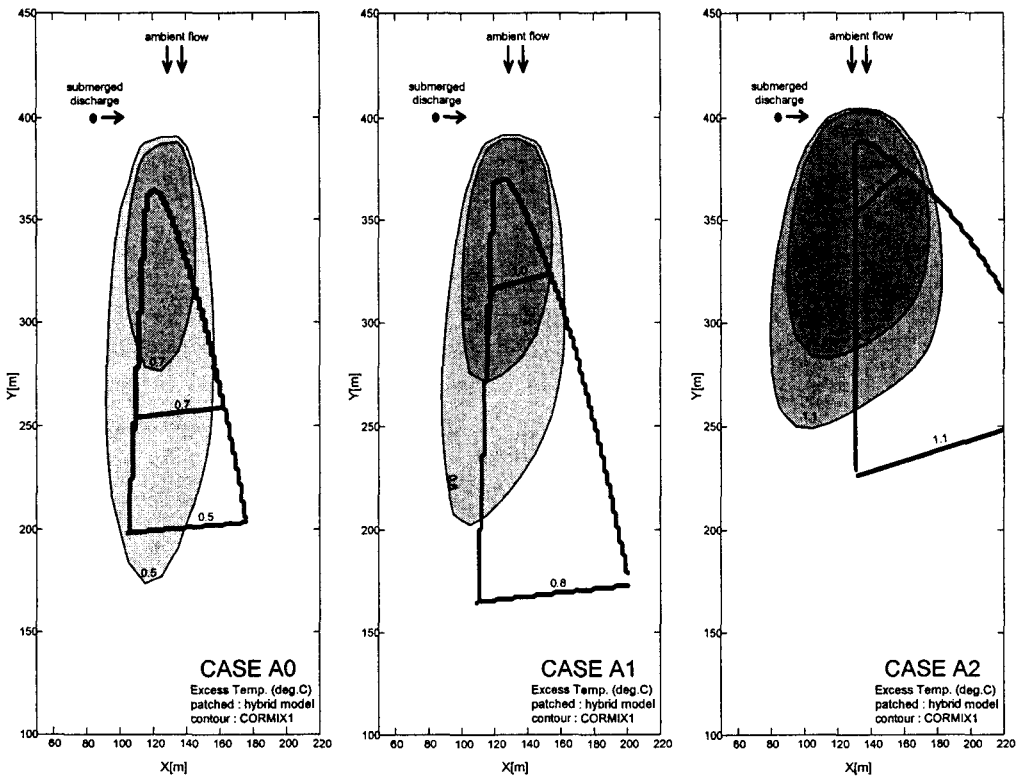 450
400
350
300
250
200
150
100
Y[m]
60 80 100 120 140 160 180 200 220
X[m]
ambient flow
submerged
discharge
0.7
0.7
0.5
0.5
CASE A0
Excess Temp. (deg.C)
patched : hybrid model
contour : CORMIX1
450
400
350
300
250
200
150
100
Y[m]
60 80 100 120 140 160 180 200 220
X[m]
ambient flow
submerged
discharge
0.8
CASE A1
Excess Temp. (deg.C)
patched : hybrid model
contour : CORMIX1
450
400
350
300
250
200
150
100
Y[m]
60 80 100 120 140 160 180 200 220
X[m]
ambient flow
submerged
discharge
1.1
1.1
CASE A2
Excess Temp. (deg.C)
patched : hybrid model
contour : CORMIX1